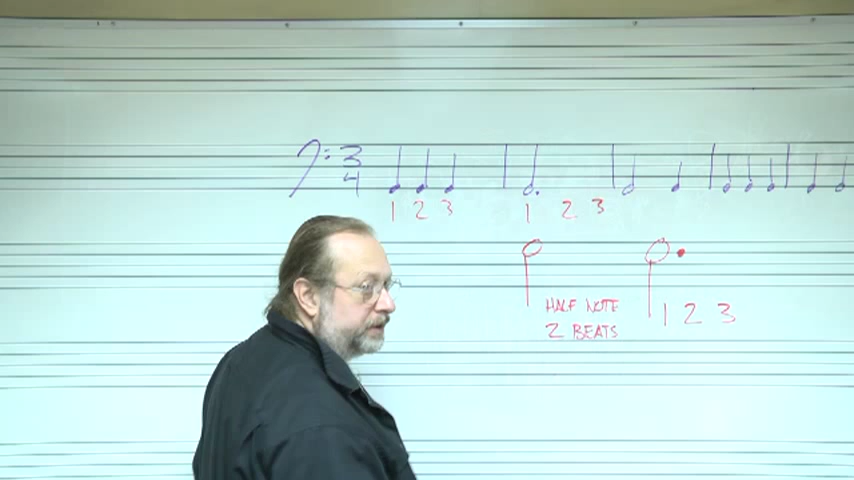 3
4
1 2 3 1 2 3
HALF NOTE
2 BEATS
1 2 3